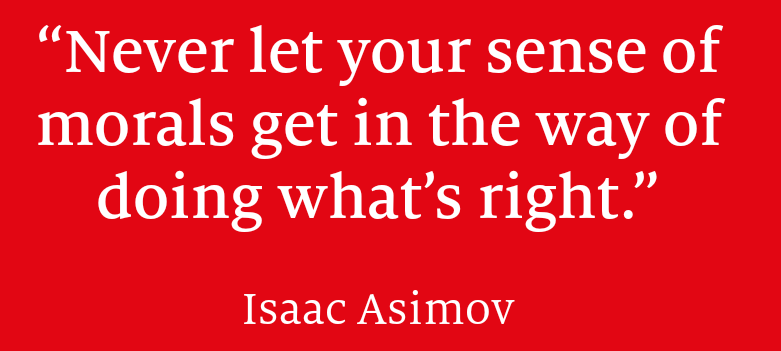 “Never let your sense of
morals get in the way of
doing what’s right.”
Isaac Asimov